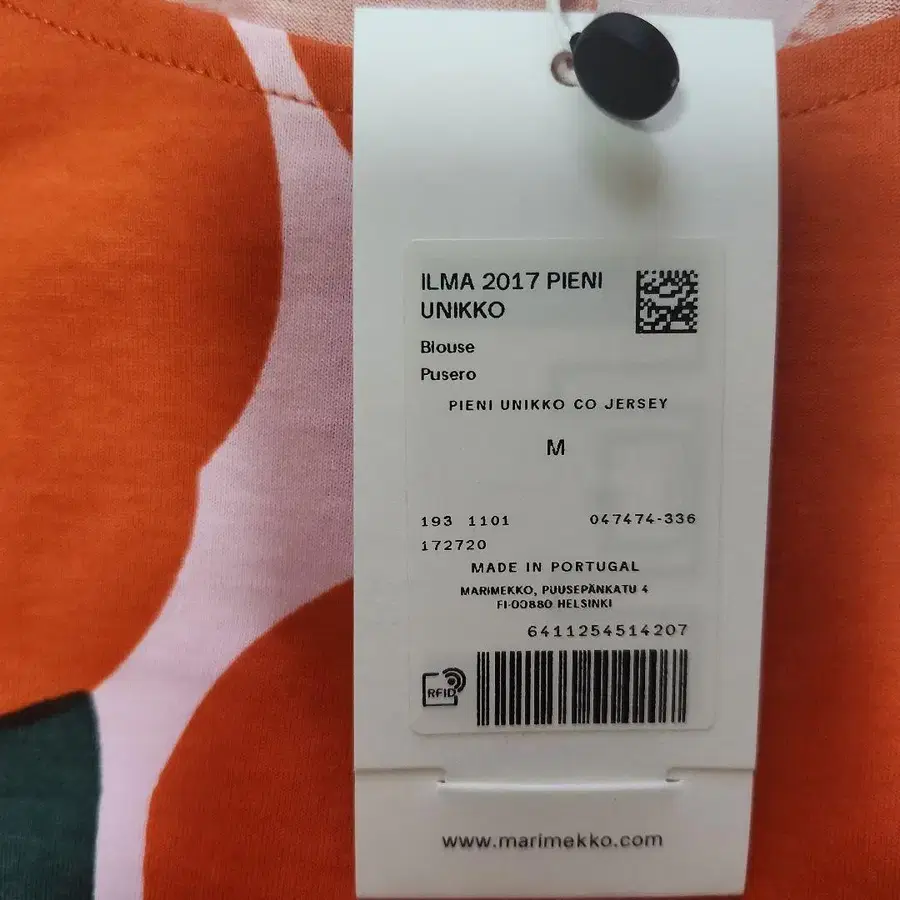 ILMA 2017 PIENI
UNIKKO
Blouse
Pusero
PIENI UNIKKO CO JERSEY
M
193 1101 047474-336
172720
MADE IN PORTUGAL
MARIMEKKO, PUUSEPÄNKATU 4
FI-00880 HELSINKI
6411254514207
RFID
www.marimekko.com